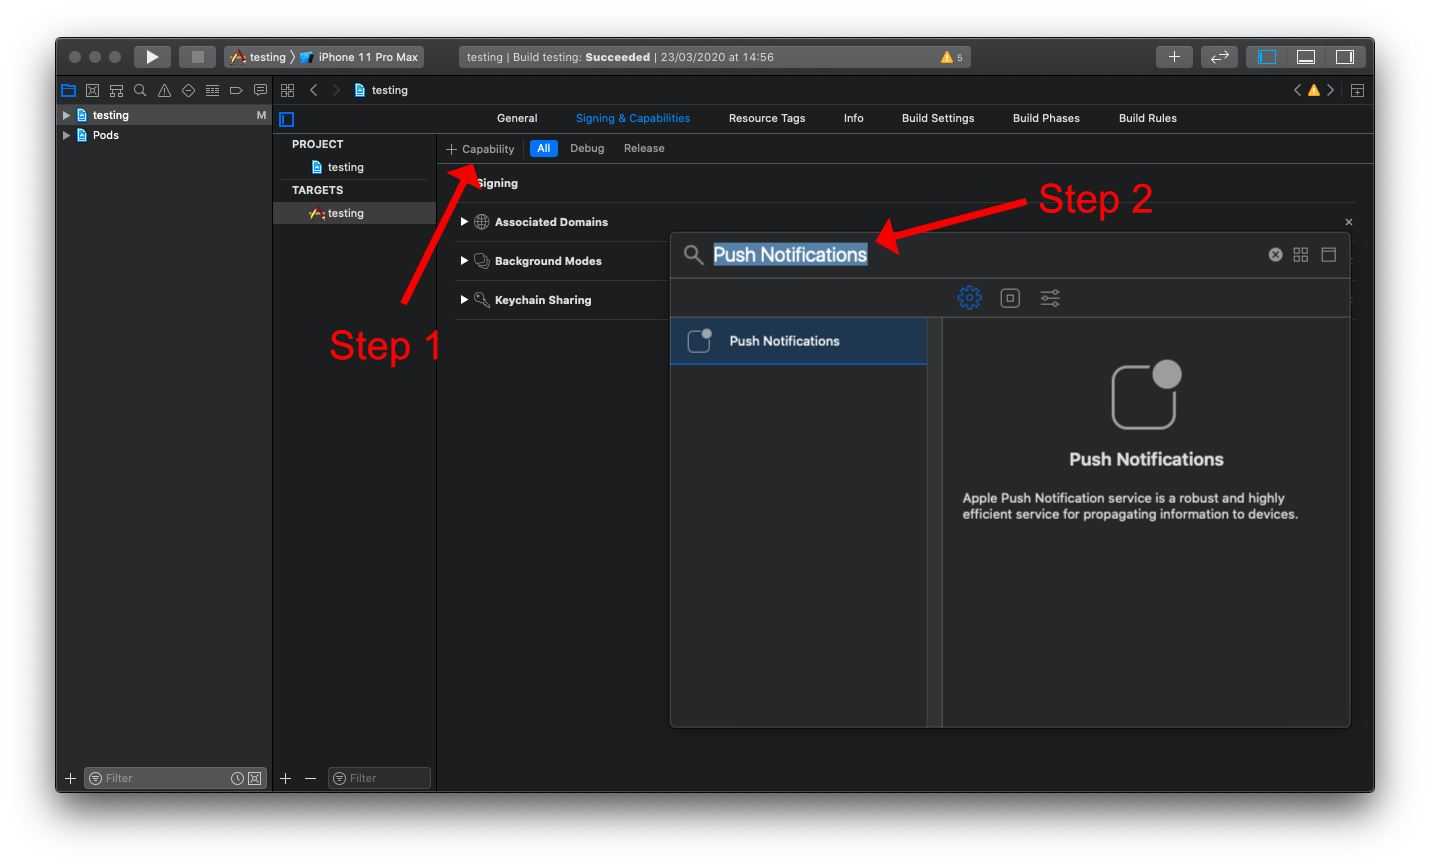 testing
iPhone 11 Pro Max
testing | Build testing: Succeeded | 23/03/2020 at 14:56
5
testing
testing
M
Pods
General
Signing & Capabilities
Resource Tags
Info
Build Settings
Build Phases
Build Rules
PROJECT
testing
TARGETS
testing
+ Capability
All
Debug
Release
Signing
Associated Domains
Background Modes
Keychain Sharing
Step 1
Step 2
Push Notifications
Push Notifications
Push Notifications
Apple Push Notification service is a robust and highly
efficient service for propagating information to devices.
Filter
Filter